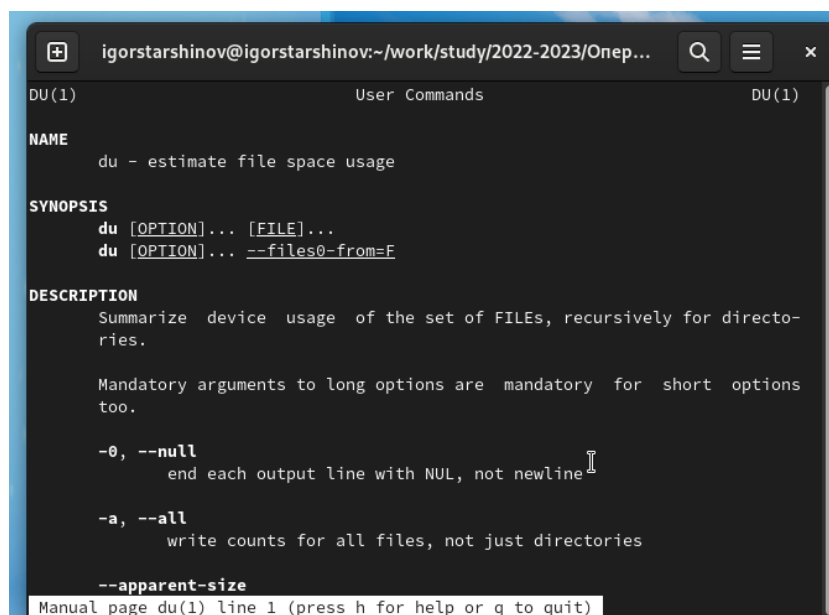 igorstarshinov@igorstarshinov:~/work/study/2022-2023/Опер...
DU(1) User Commands DU(1)
NAME
du - estimate file space usage
SYNOPSIS
du [OPTION]... [FILE]...
du [OPTION]... --files0-from=F
DESCRIPTION
Summarize device usage of the set of FILEs, recursively for directo-
ries.
Mandatory arguments to long options are mandatory for short options
too.
-0, --null
end each output line with NUL, not newline
-a, --all
write counts for all files, not just directories
--apparent-size
Manual page du(1) line 1 (press h for help or q to quit)